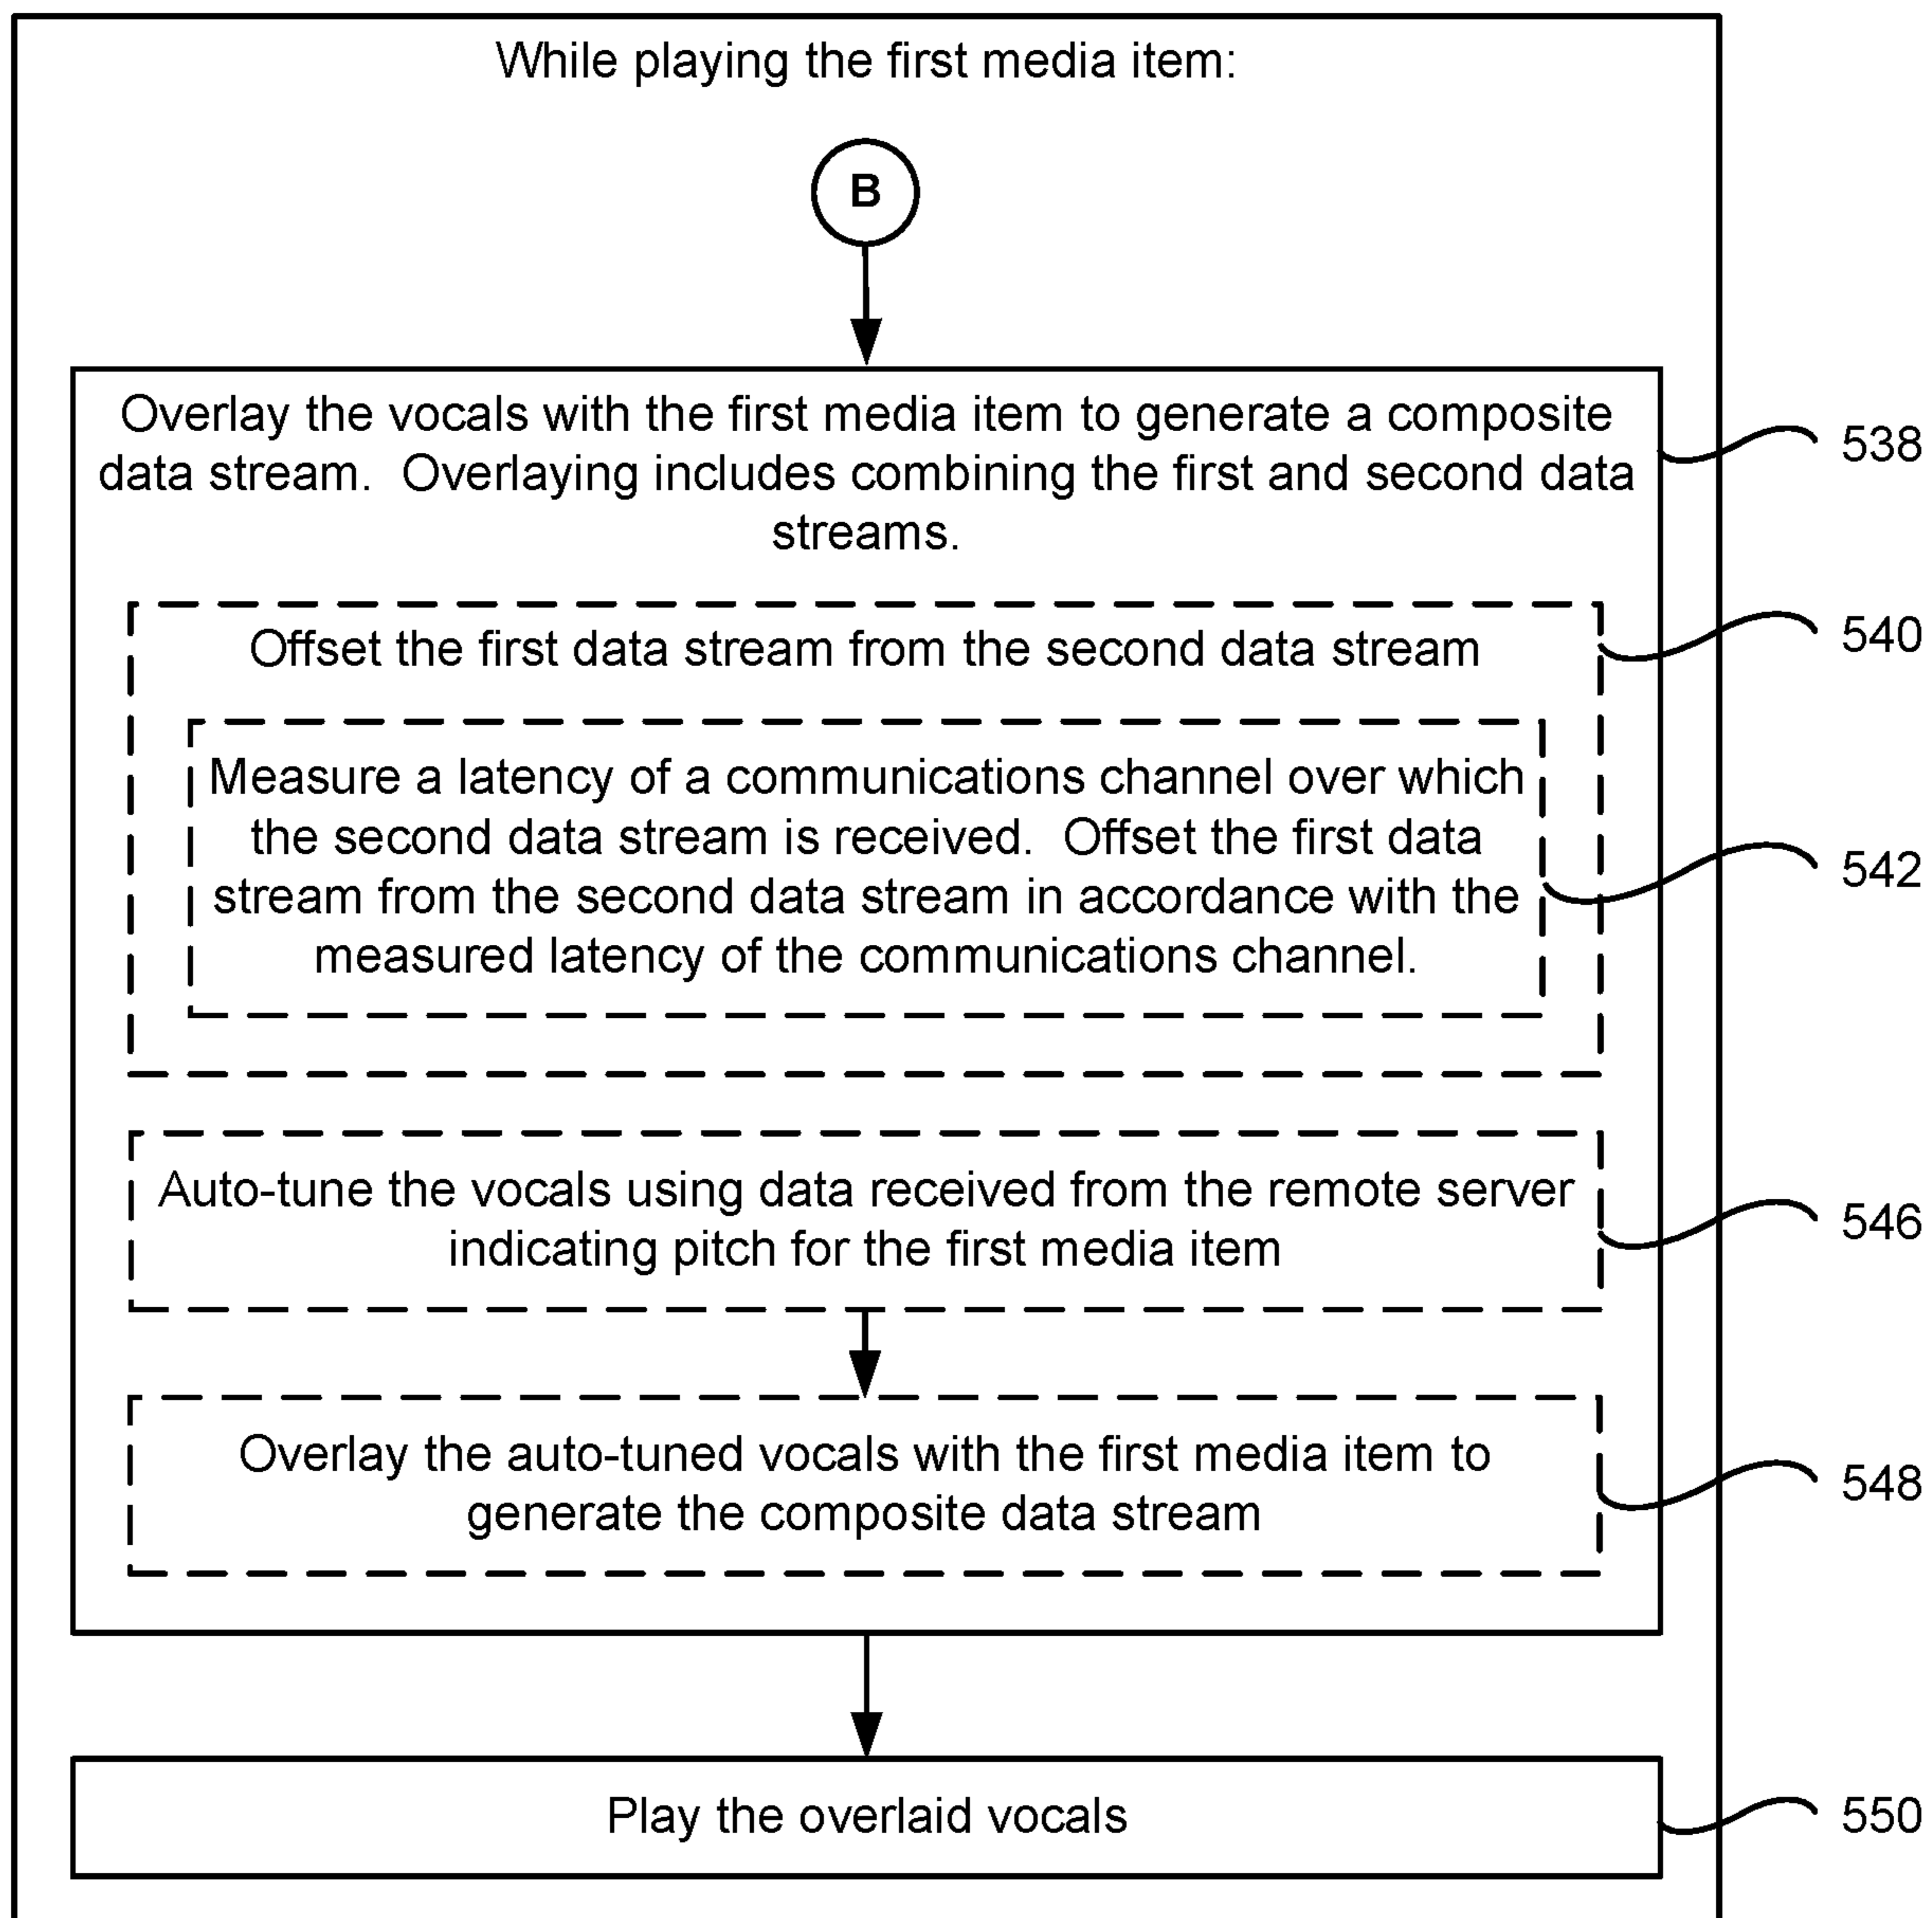 While playing the first media item:
B
Overlay the vocals with the first media item to generate a composite
data stream.  Overlaying includes combining the first and second data
streams.
538
Offset the first data stream from the second data stream
540
Measure a latency of a communications channel over which
the second data stream is received.  Offset the first data
stream from the second data stream in accordance with the
measured latency of the communications channel.
542
Auto-tune the vocals using data received from the remote server
indicating pitch for the first media item
546
Overlay the auto-tuned vocals with the first media item to
generate the composite data stream
548
Play the overlaid vocals
550